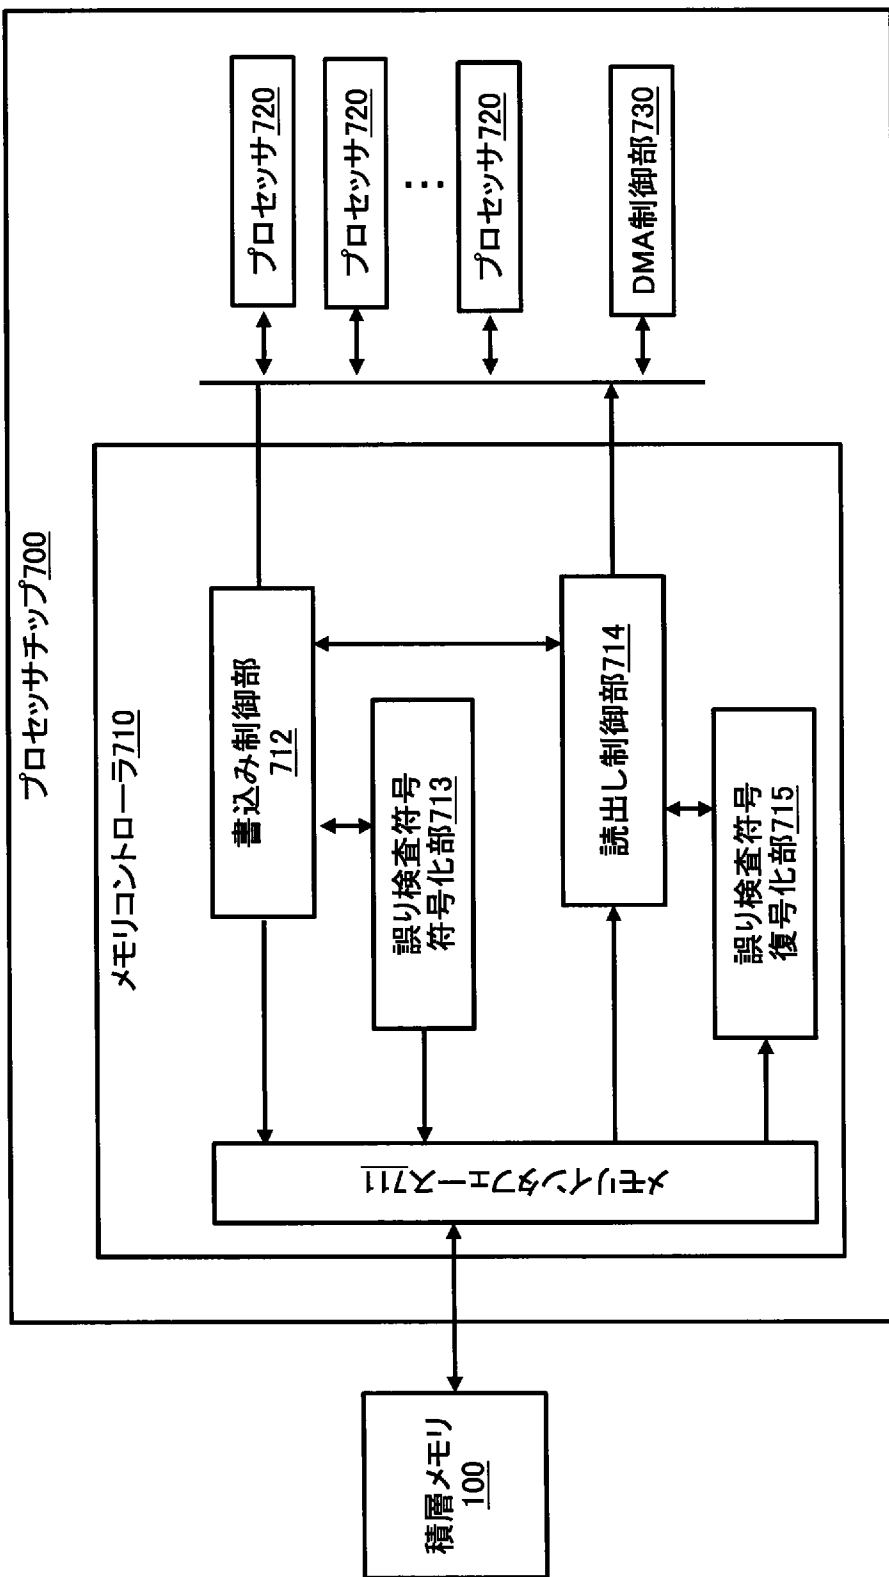 プロセッサチップ700
メモリコントローラ710
積層メモリ
100
メモリインタフェース711
書込み制御部
712
誤り検査符号
符号化部713
読出し制御部714
誤り検査符号
復号化部715
プロセッサ720
プロセッサ720
⋮
プロセッサ720
DMA制御部730